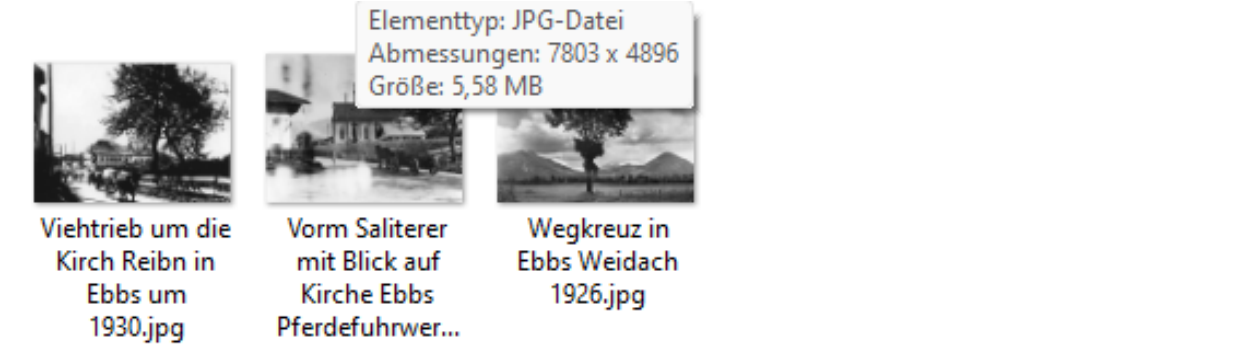 Elementtyp: JPG-Datei
Abmessungen: 7803 x 4896
Größe: 5,58 MB
Viehtrieb um die
Kirch Reibn in
Ebbs um
1930.jpg
Vorm Saliterer
mit Blick auf
Kirche Ebbs
Pferdefuhrwer...
Wegkreuz in
Ebbs Weidach
1926.jpg